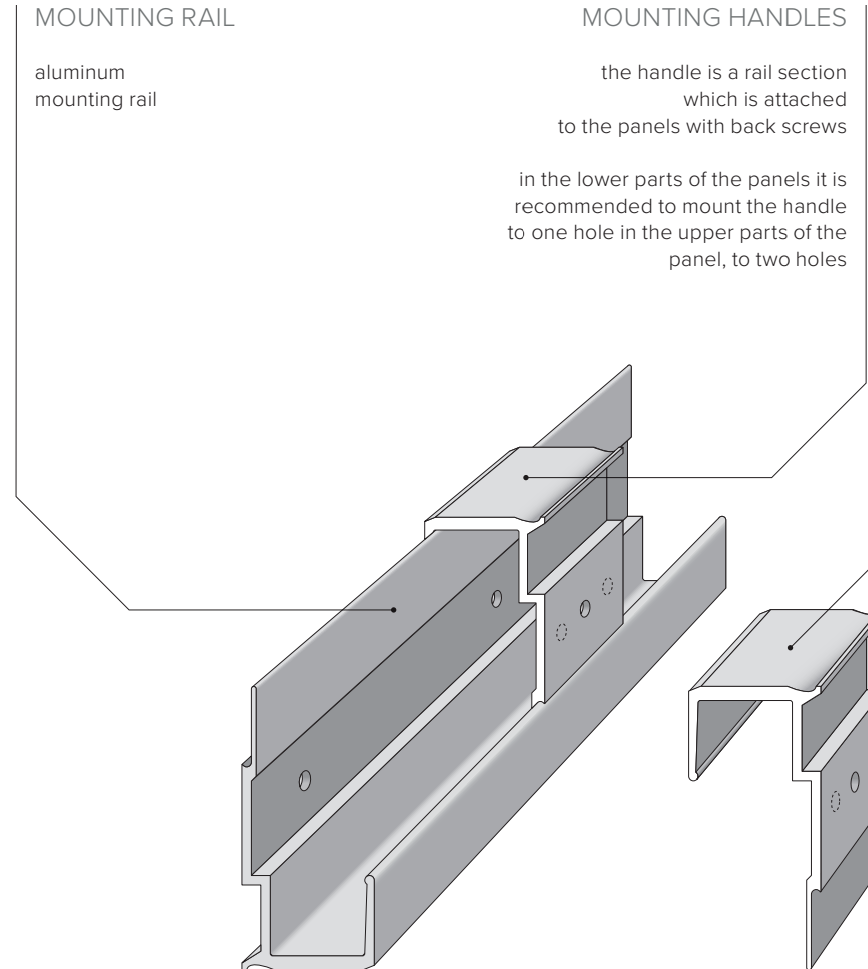 MOUNTING RAIL
aluminum
mounting rail
MOUNTING HANDLES
the handle is a rail section
which is attached
to the panels with back screws
in the lower parts of the panels it is
recommended to mount the handle
to one hole in the upper parts of the
panel, to two holes